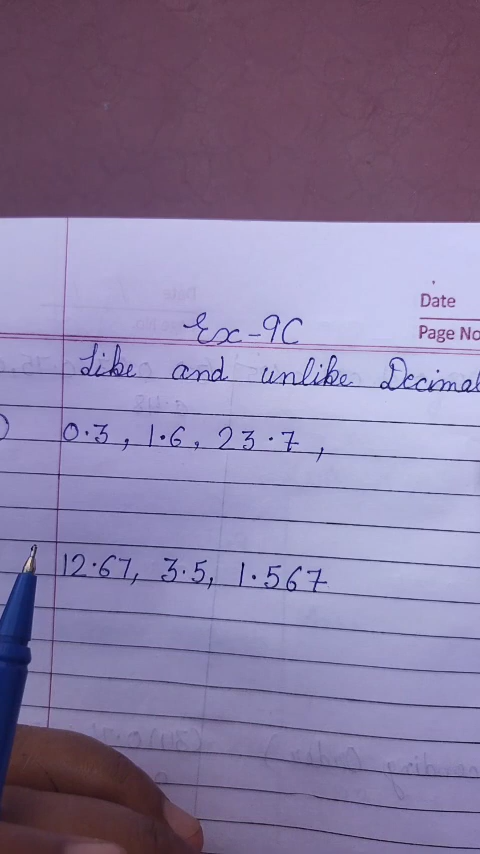 Date
Page No
Ex-9C
Like and unlike Decimal
) 0.3, 1.6, 23.7,
12.67, 3.5, 1.567